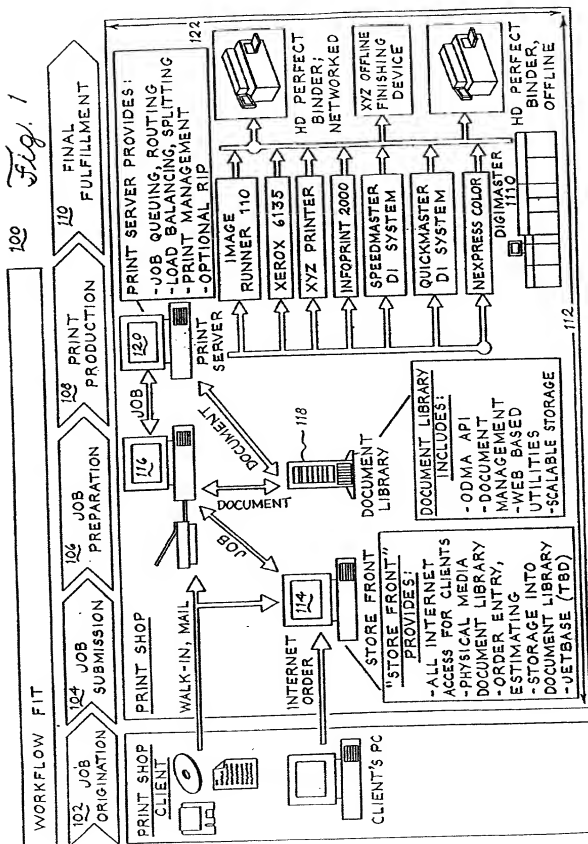 100
Fig. 1
WORKFLOW FIT
102 JOB
ORIGINATION
104 JOB
SUBMISSION
106 JOB
PREPARATION
108 PRINT
PRODUCTION
110 FINAL
FULFILLMENT
PRINT SHOP
CLIENT
CLIENT'S PC
PRINT SHOP
WALK-IN, MAIL
INTERNET
ORDER
114
STORE FRONT
"STORE FRONT"
PROVIDES:
-ALL INTERNET
ACCESS FOR CLIENTS
-PHYSICAL MEDIA
DOCUMENT LIBRARY
-ORDER ENTRY,
ESTIMATING
-STORAGE INTO
DOCUMENT LIBRARY
-JETBASE (TBD)
116
JOB
JOB
DOCUMENT
DOCUMENT
118
DOCUMENT
LIBRARY
DOCUMENT LIBRARY
INCLUDES:
- ODMA API
- DOCUMENT
MANAGEMENT
-WEB BASED
UTILITIES
-SCALABLE STORAGE
120
PRINT
SERVER
PRINT SERVER PROVIDES:
-JOB QUEUING, ROUTING
-LOAD BALANCING, SPLITTING
- PRINT MANAGEMENT
- OPTIONAL RIP
122
IMAGE
RUNNER 110
XEROX 6135
XYZ PRINTER
INFOPRINT 2000
SPEEDMASTER
DI SYSTEM
QUICKMASTER
DI SYSTEM
NEXPRESS COLOR
DIGIMASTER
1110
HD PERFECT
BINDER;
NETWORKED
XYZ OFFLINE
FINISHING
DEVICE
HD PERFECT
BINDER,
OFFLINE
112